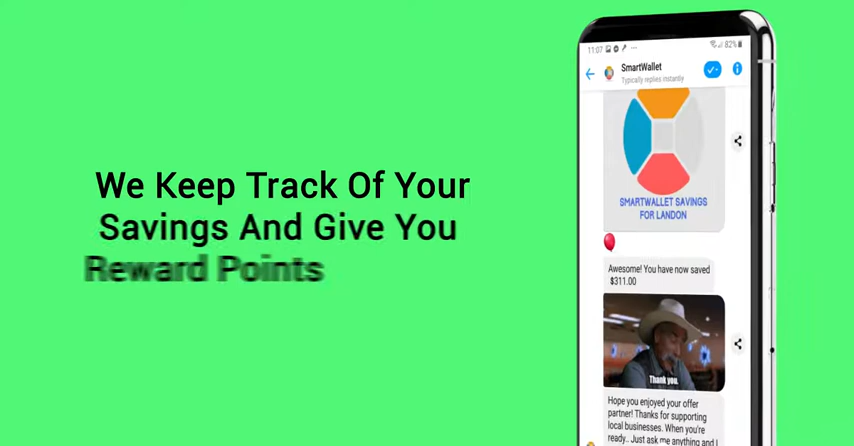 We Keep Track Of Your
Savings And Give You
Reward Points
11:07
82%
SmartWallet
Typically replies instantly
SMARTWALLET SAVINGS
FOR LANDON
Awesome! You have now saved
$311.00
Thank you.
Hope you enjoyed your offer
partner! Thanks for supporting
local businesses. When you're
ready.. Just ask me anything and I